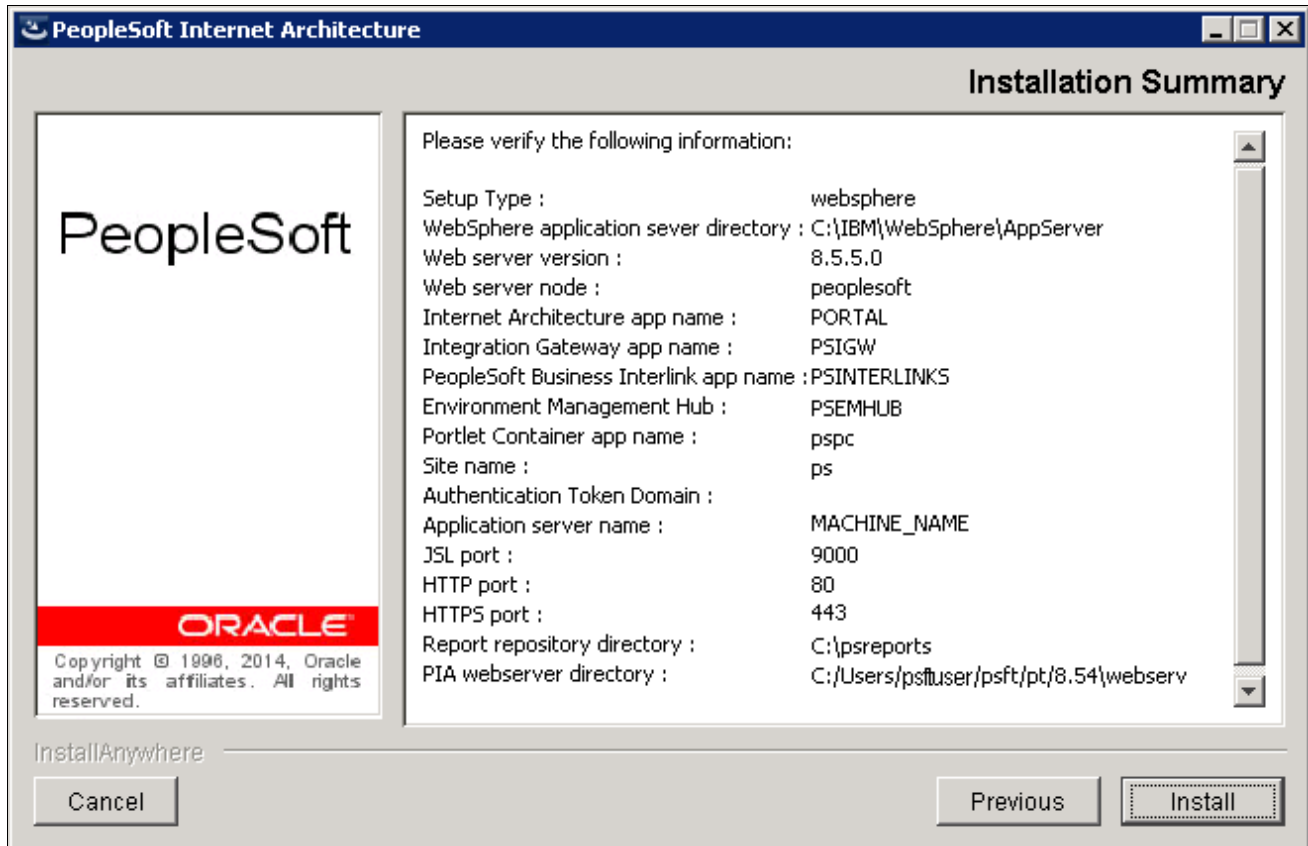 PeopleSoft Internet Architecture
Installation Summary
PeopleSoft
ORACLE
Copyright © 1996, 2014, Oracle
and/or its affiliates. All rights
reserved.
Please verify the following information:
Setup Type : websphere
WebSphere application sever directory : C:\IBM\WebSphere\AppServer
Web server version : 8.5.5.0
Web server node : peoplesoft
Internet Architecture app name : PORTAL
Integration Gateway app name : PSIGW
PeopleSoft Business Interlink app name : PSINTERLINKS
Environment Management Hub : PSEMHUB
Portlet Container app name : pspc
Site name : ps
Authentication Token Domain :
Application server name : MACHINE_NAME
JSL port : 9000
HTTP port : 80
HTTPS port : 443
Report repository directory : C:\psreports
PIA webserver directory : C:/Users/psftuser/psft/pt/8.54\webserv
InstallAnywhere
Cancel
Previous
Install